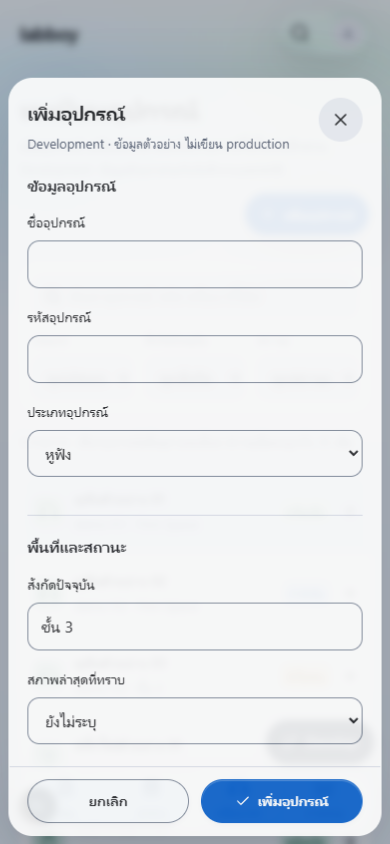 เพิ่มอุปกรณ์
Development · ข้อมูลตัวอย่าง ไม่เขียน production
ข้อมูลอุปกรณ์
ชื่ออุปกรณ์
รหัสอุปกรณ์
ประเภทอุปกรณ์
หูฟัง
พื้นที่และสถานะ
สังกัดปัจจุบัน
ชั้น 3
สภาพล่าสุดที่ทราบ
ยังไม่ระบุ
ยกเลิก
เพิ่มอุปกรณ์